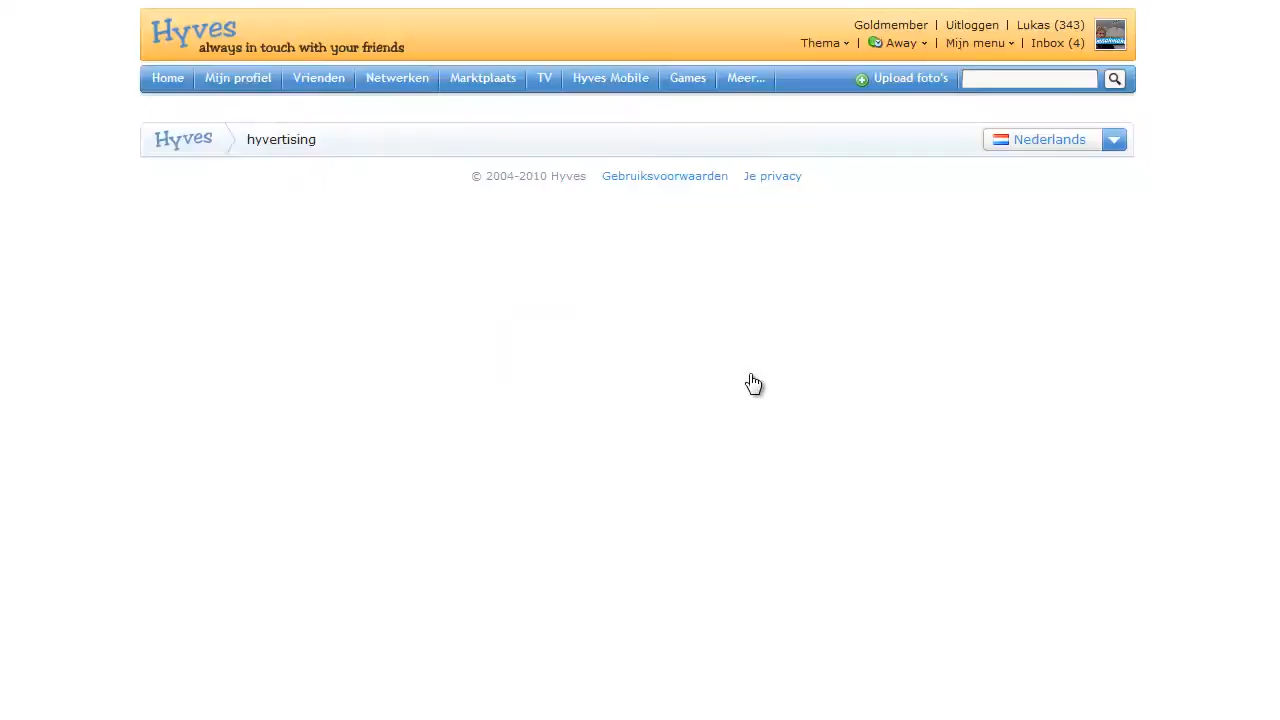 Hyves
always in touch with your friends
Goldmember | Uitloggen | Lukas (343)
Thema | Away | Mijn menu | Inbox (4)
Home Mijn profiel Vrienden Netwerken Marktplaats TV Hyves Mobile Games Meer... Upload foto's
Hyves hyvertising Nederlands
© 2004-2010 Hyves Gebruiksvoorwaarden Je privacy